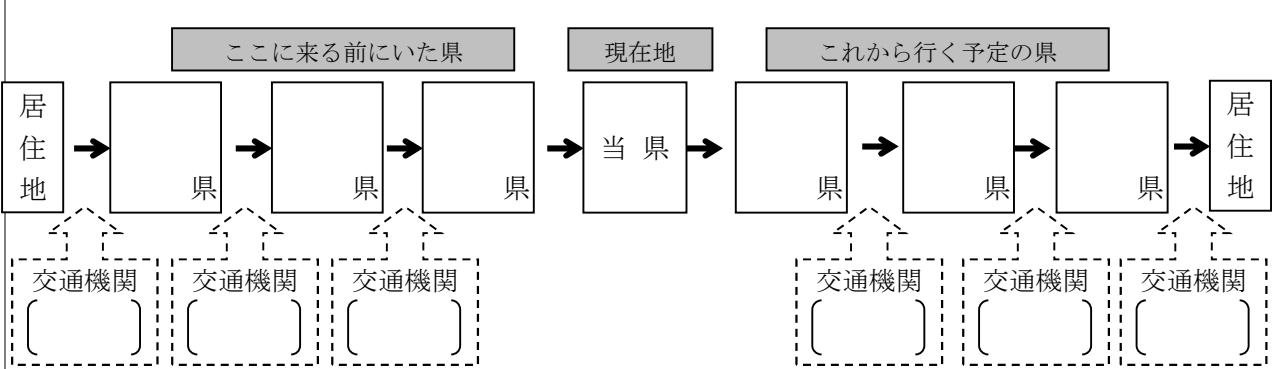 ここに来る前にいた県
現在地
これから行く予定の県
居住地
県
県
県
当 県
県
県
県
居住地
交通機関
交通機関
交通機関
交通機関
交通機関
交通機関